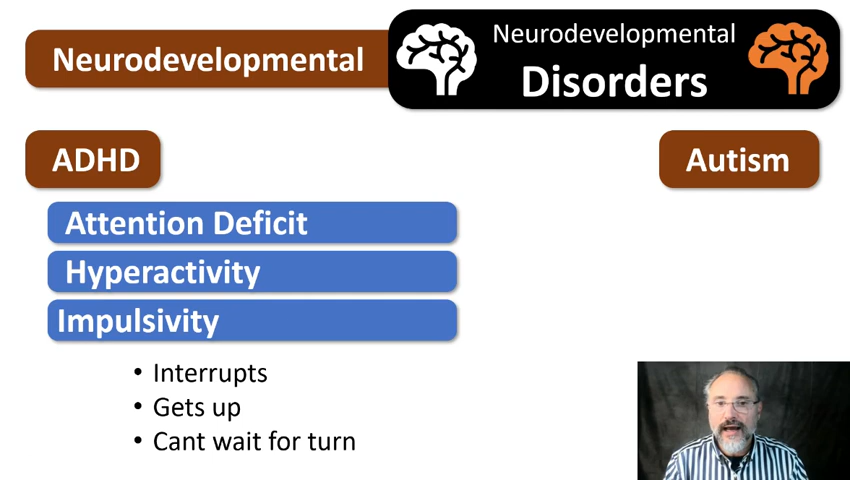 Neurodevelopmental
Neurodevelopmental
Disorders
ADHD
Autism
Attention Deficit
Hyperactivity
Impulsivity
• Interrupts
• Gets up
• Cant wait for turn